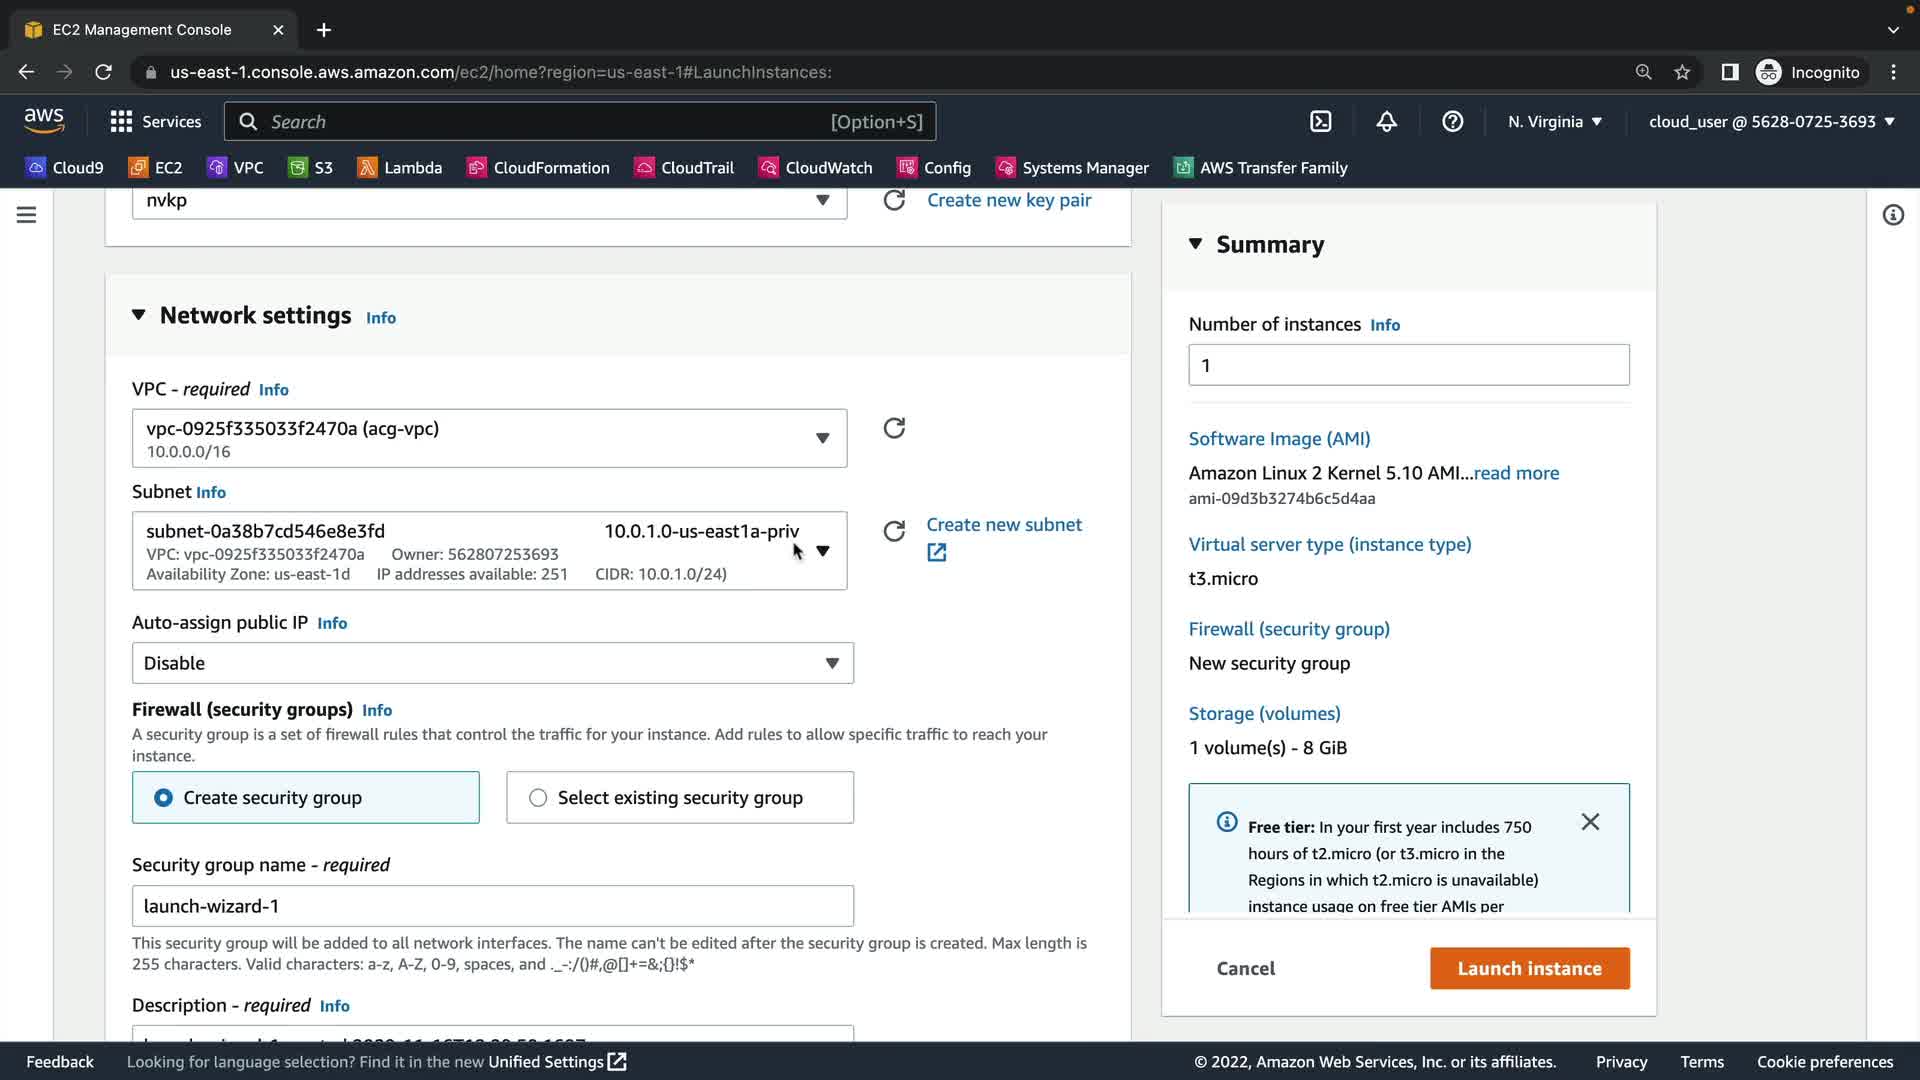 EC2 Management Console
us-east-1.console.aws.amazon.com/ec2/home?region=us-east-1#LaunchInstances:
Incognito
aws
Services
Search
[Option+S]
N. Virginia
cloud_user @ 5628-0725-3693
Cloud9
EC2
VPC
S3
Lambda
CloudFormation
CloudTrail
CloudWatch
Config
Systems Manager
AWS Transfer Family
nvkp
Create new key pair
Network settings Info
VPC - required Info
vpc-0925f335033f2470a (acg-vpc)
10.0.0.0/16
Subnet Info
subnet-0a38b7cd546e8e3fd 10.0.1.0-us-east1a-priv
VPC: vpc-0925f335033f2470a Owner: 562807253693
Availability Zone: us-east-1d IP addresses available: 251 CIDR: 10.0.1.0/24)
Create new subnet
Auto-assign public IP Info
Disable
Firewall (security groups) Info
A security group is a set of firewall rules that control the traffic for your instance. Add rules to allow specific traffic to reach your
instance.
Create security group
Select existing security group
Security group name - required
launch-wizard-1
This security group will be added to all network interfaces. The name can't be edited after the security group is created. Max length is
255 characters. Valid characters: a-z, A-Z, 0-9, spaces, and ._-:/()#,@[]+=&;{}!$*
Description - required Info
Summary
Number of instances Info
1
Software Image (AMI)
Amazon Linux 2 Kernel 5.10 AMI...read more
ami-09d3b3274b6c5d4aa
Virtual server type (instance type)
t3.micro
Firewall (security group)
New security group
Storage (volumes)
1 volume(s) - 8 GiB
Free tier: In your first year includes 750
hours of t2.micro (or t3.micro in the
Regions in which t2.micro is unavailable)
instance usage on free tier AMIs per
Cancel
Launch instance
Feedback
Looking for language selection? Find it in the new Unified Settings
© 2022, Amazon Web Services, Inc. or its affiliates.
Privacy
Terms
Cookie preferences